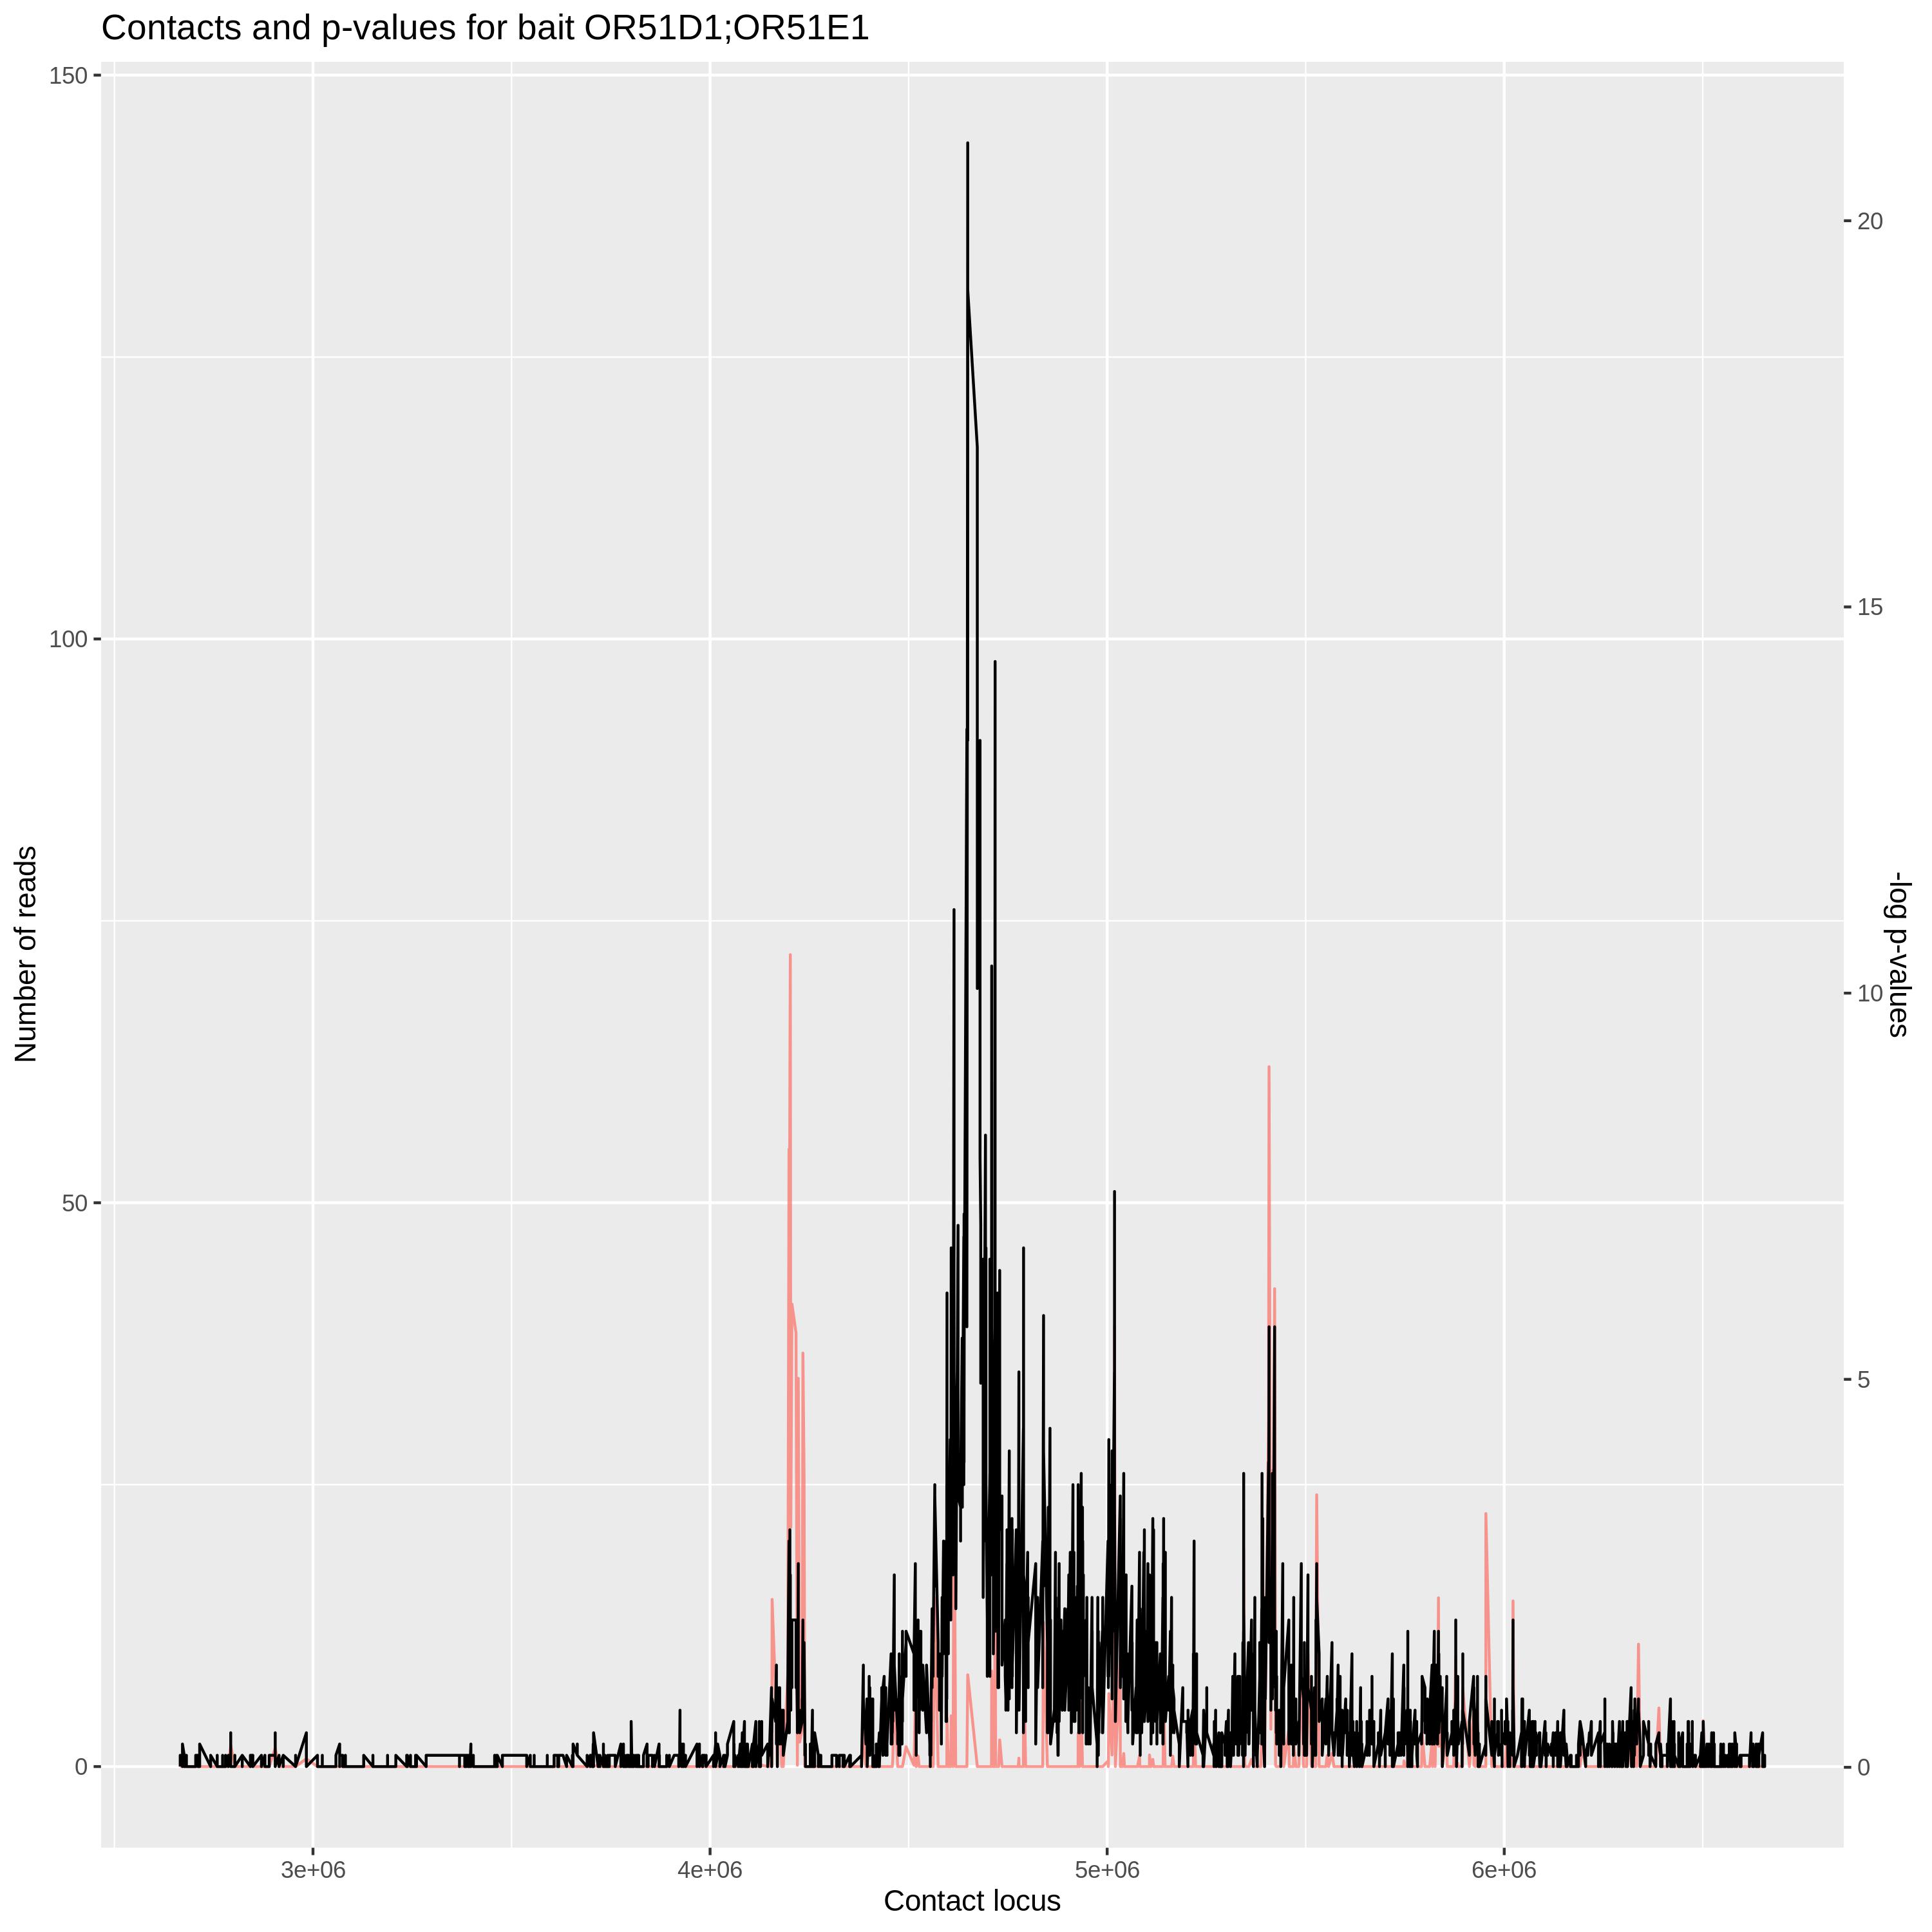 Contacts and p-values for bait OR51D1;OR51E1
150
100
50
0
Number of reads
20
15
10
5
0
-log p-values
3e+06
4e+06
5e+06
6e+06
Contact locus